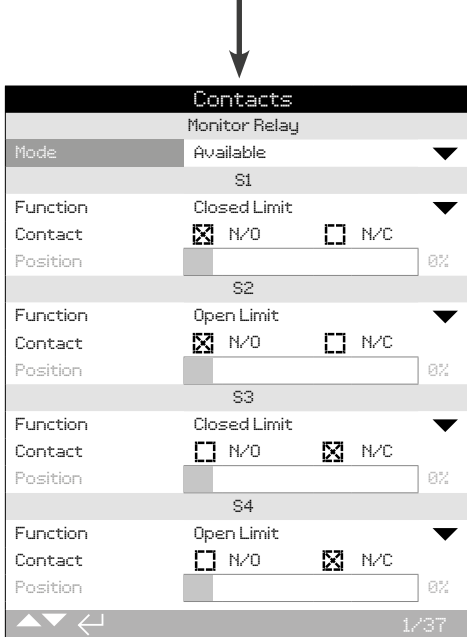 Contacts
Monitor Relay
Mode Available
S1
Function Closed Limit
Contact N/O N/C
Position 0%
S2
Function Open Limit
Contact N/O N/C
Position 0%
S3
Function Closed Limit
Contact N/O N/C
Position 0%
S4
Function Open Limit
Contact N/O N/C
Position 0%
1/37